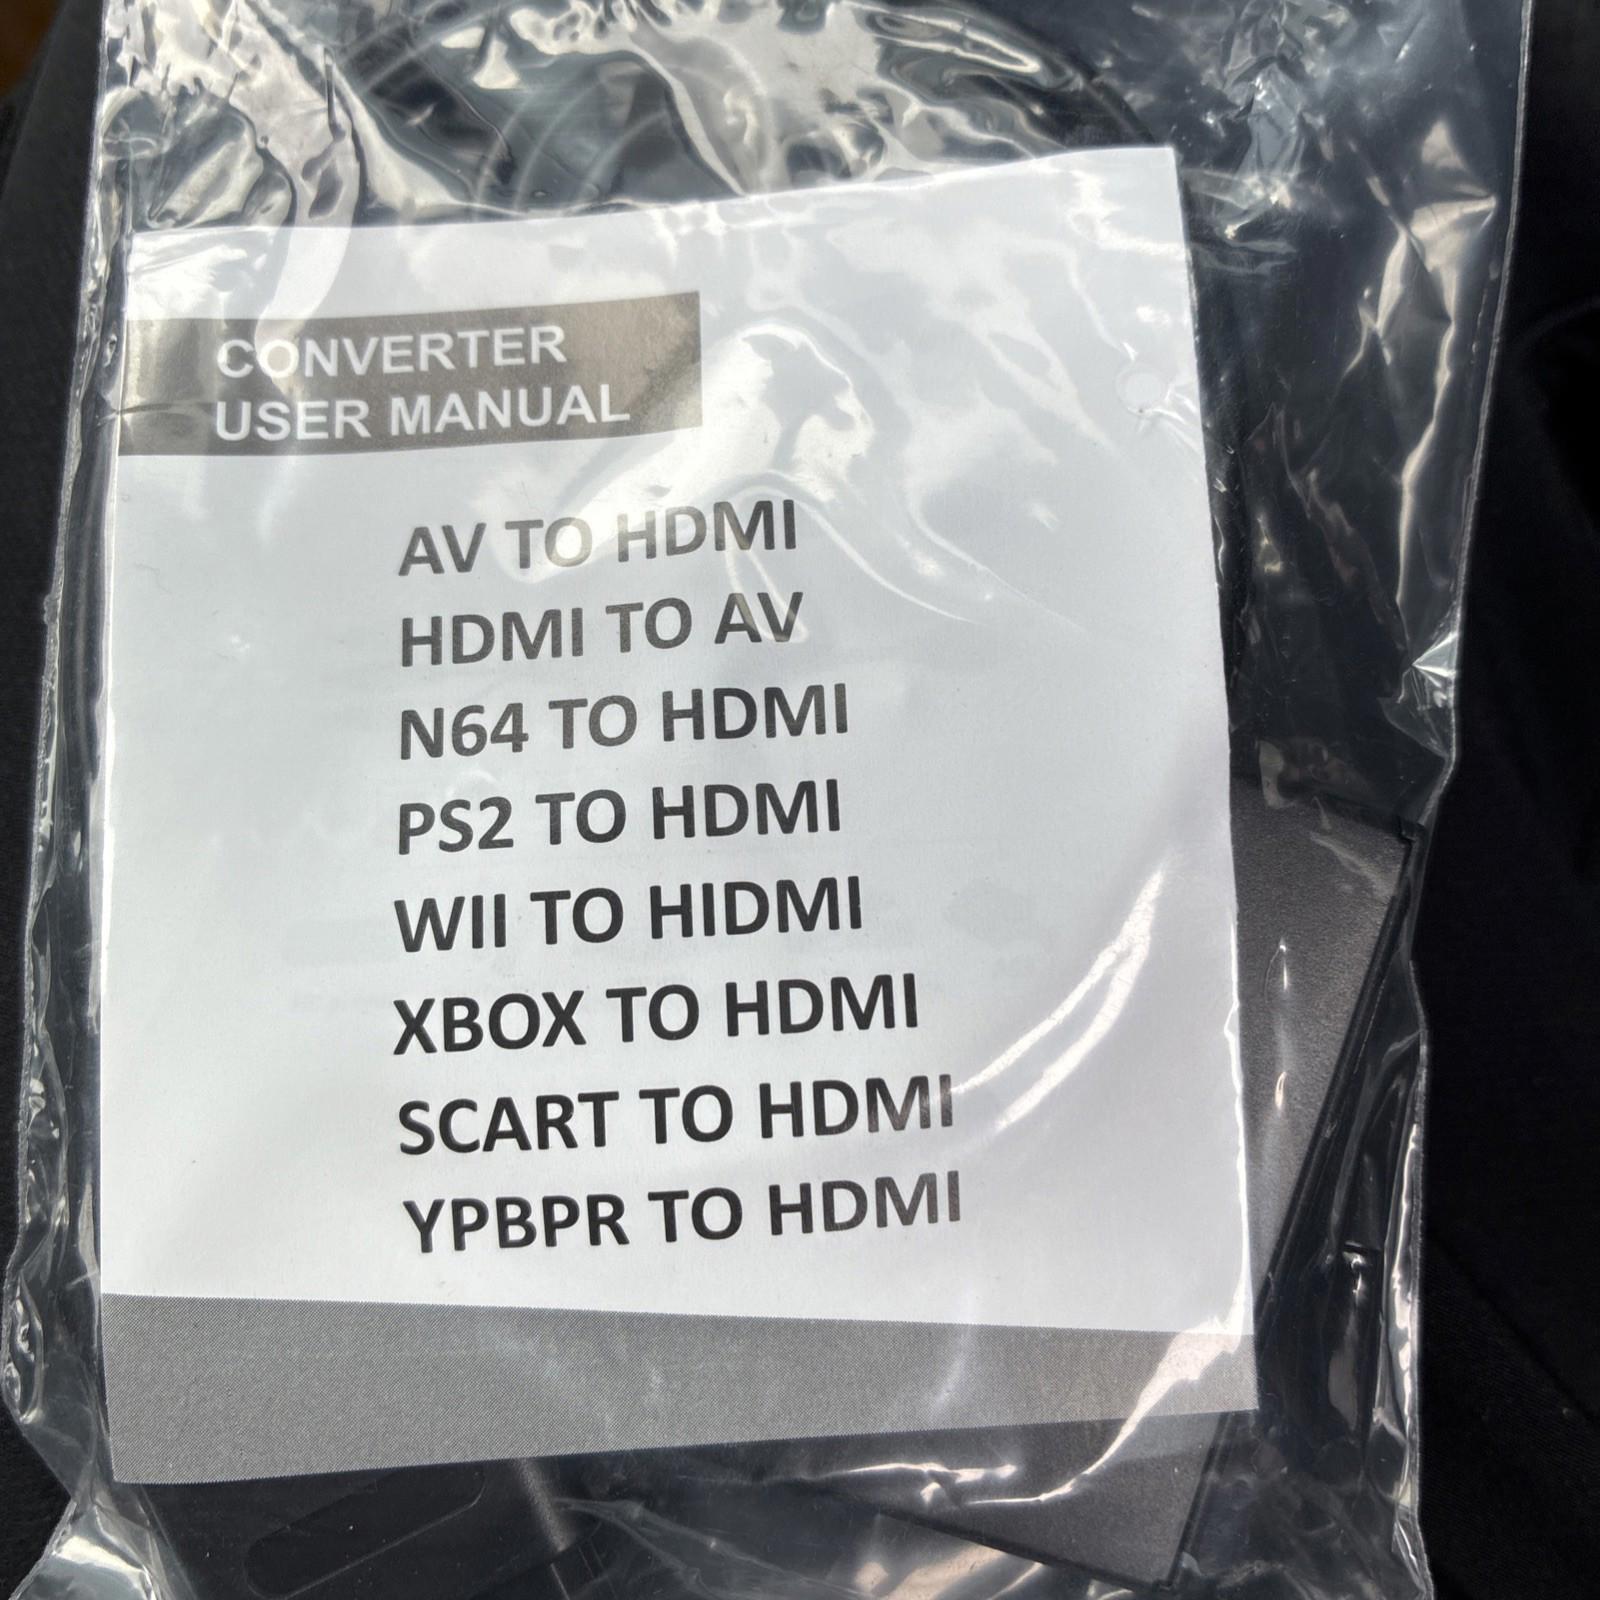 CONVERTER
USER MANUAL
AV TO HDMI
HDMI TO AV
N64 TO HDMI
PS2 TO HDMI
WII TO HIDMI
XBOX TO HDMI
SCART TO HDMI
YPBPR TO HDMI